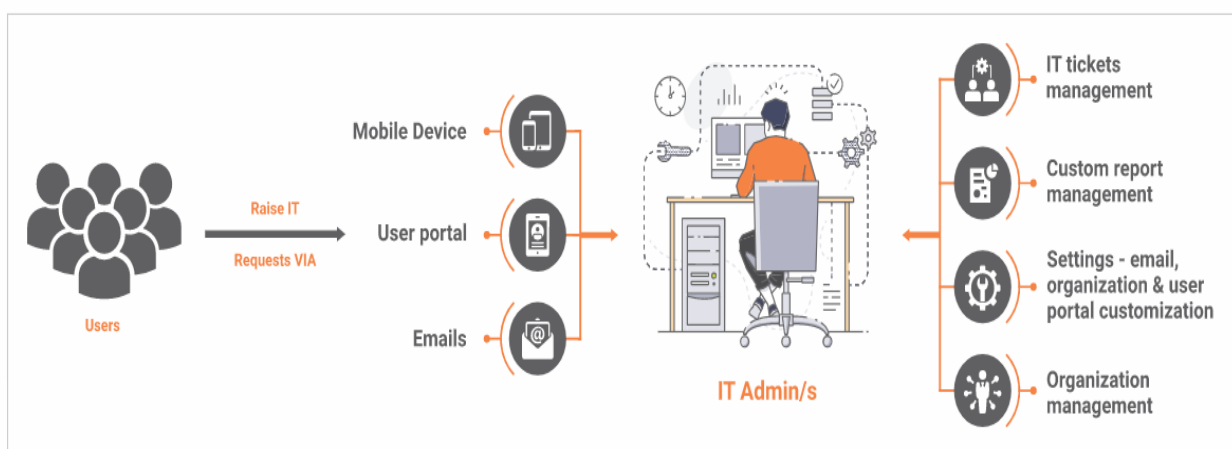 Users
Raise IT
Requests VIA
Mobile Device
User portal
Emails
@
IT Admin/s
IT tickets
management
Custom report
management
Settings - email,
organization & user
portal customization
Organization
management